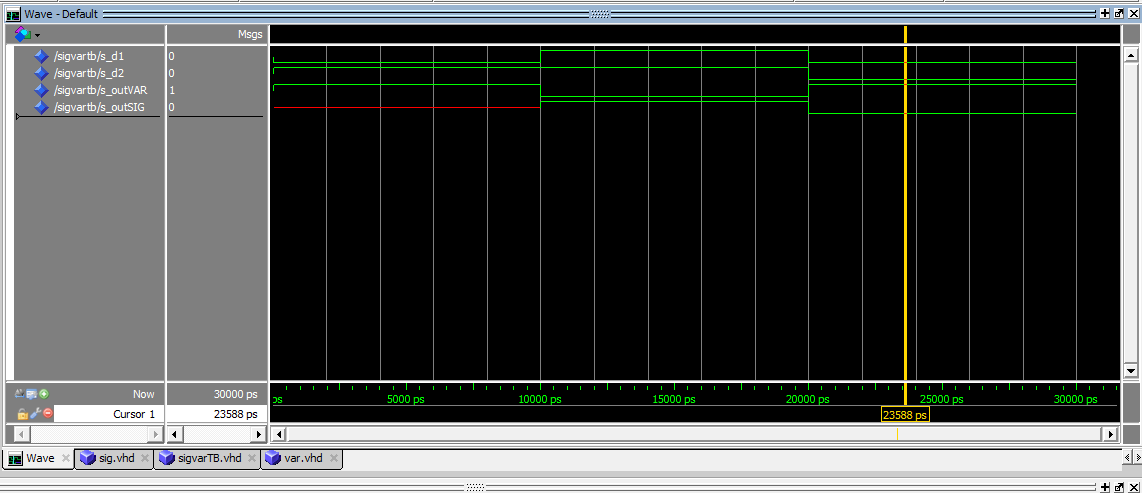 Wave - Default
Msgs
/sigvartb/s_d1 0
/sigvartb/s_d2 0
/sigvartb/s_outVAR 1
/sigvartb/s_outSIG 0
Now 30000 ps
ps 5000 ps 10000 ps 15000 ps 20000 ps 25000 ps 30000 ps
Cursor 1 23588 ps
23588 ps
Wave sig.vhd sigvarTB.vhd var.vhd